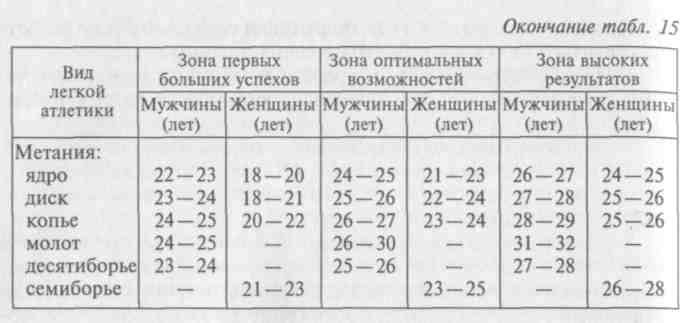 Окончание табл. 15
Вид легкой атлетики | Зона первых больших успехов | Зона оптимальных возможностей | Зона высоких результатов
Мужчины (лет) | Женщины (лет) | Мужчины (лет) | Женщины (лет) | Мужчины (лет) | Женщины (лет)
Метания:
ядро 22—23 18—20 24—25 21—23 26—27 24—25
диск 23—24 18—21 25—26 22—24 27—28 25—26
копье 24—25 20—22 26—27 23—24 28—29 25—26
молот 24—25 26—30 — 31—32 —
десятиборье 23—24 25—26 — 27—28 —
семиборье 21—23 23—25 26—28